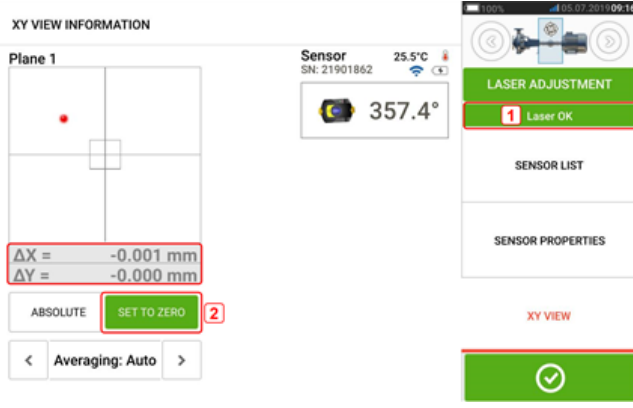 XY VIEW INFORMATION
Plane 1
Sensor 25.5°C
SN: 21901862
357.4°
ΔX = -0.001 mm
ΔY = -0.000 mm
ABSOLUTE
SET TO ZERO
2
< Averaging: Auto >
100% 05.07.2019 09:16
LASER ADJUSTMENT
1 Laser OK
SENSOR LIST
SENSOR PROPERTIES
XY VIEW